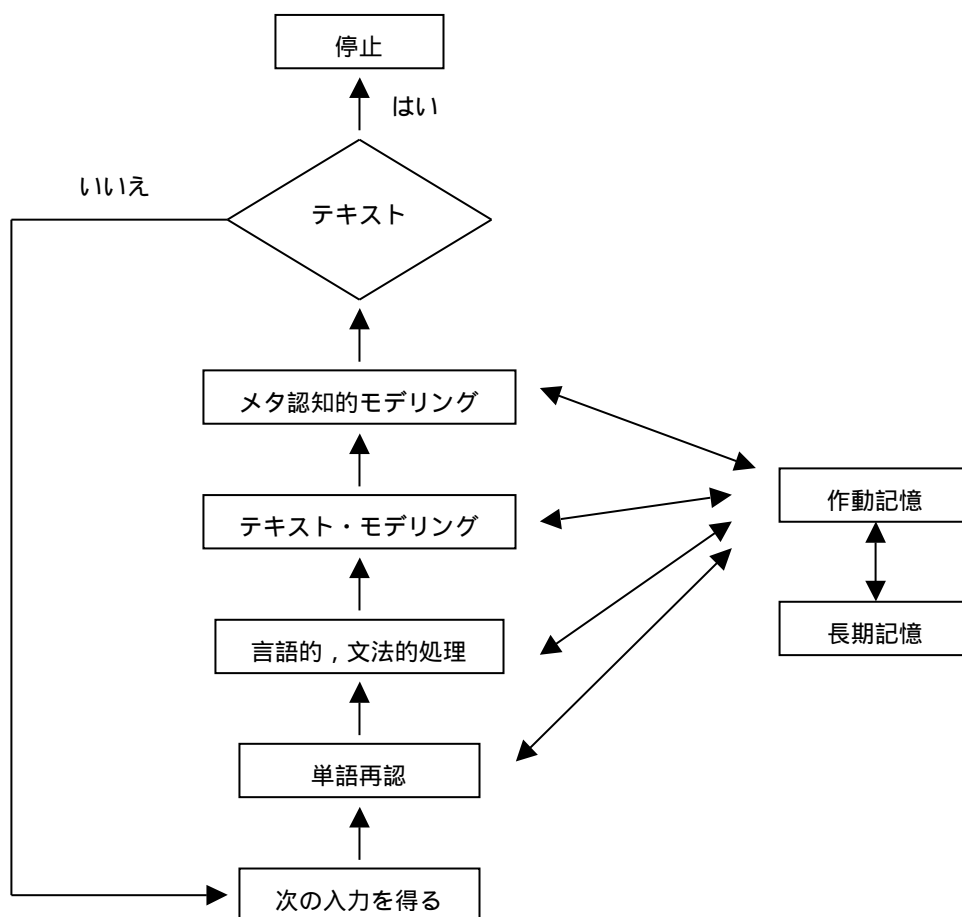 停止
はい
いいえ
テキスト
メタ認知的モデリング
テキスト・モデリング
作動記憶
言語的，文法的処理
長期記憶
単語再認
次の入力を得る